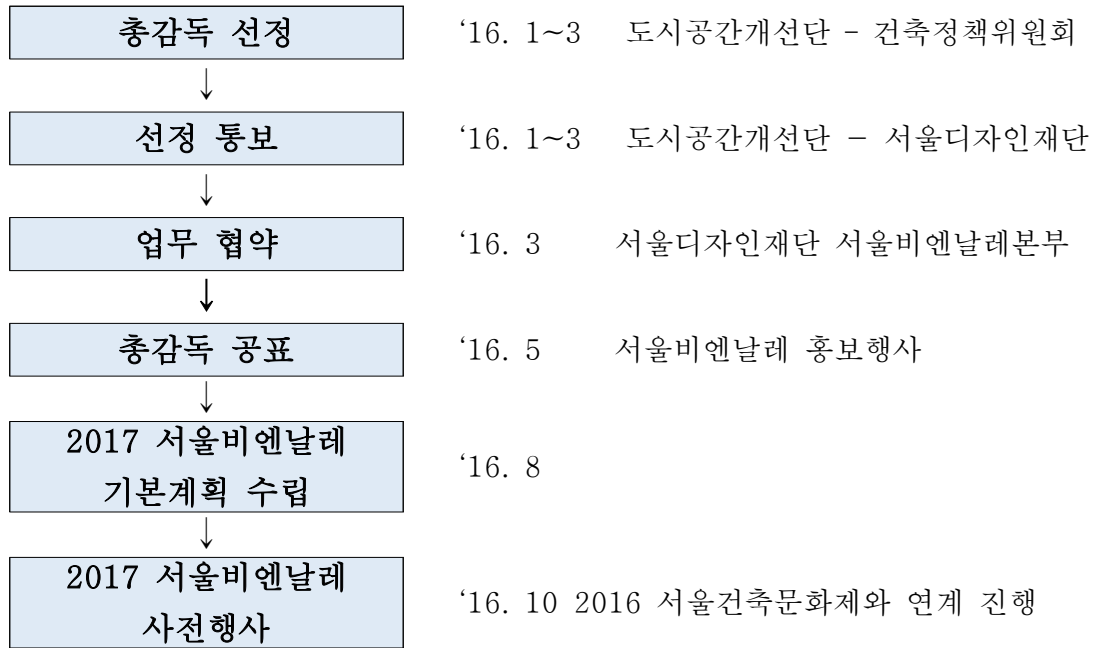 총감독 선정 ‘16. 1~3 도시공간개선단 - 건축정책위원회
↓
선정 통보 ‘16. 1~3 도시공간개선단 - 서울디자인재단
↓
업무 협약 ‘16. 3 서울디자인재단 서울비엔날레본부
↓
총감독 공표 ‘16. 5 서울비엔날레 홍보행사
↓
2017 서울비엔날레
기본계획 수립
‘16. 8
↓
2017 서울비엔날레
사전행사
‘16. 10 2016 서울건축문화제와 연계 진행